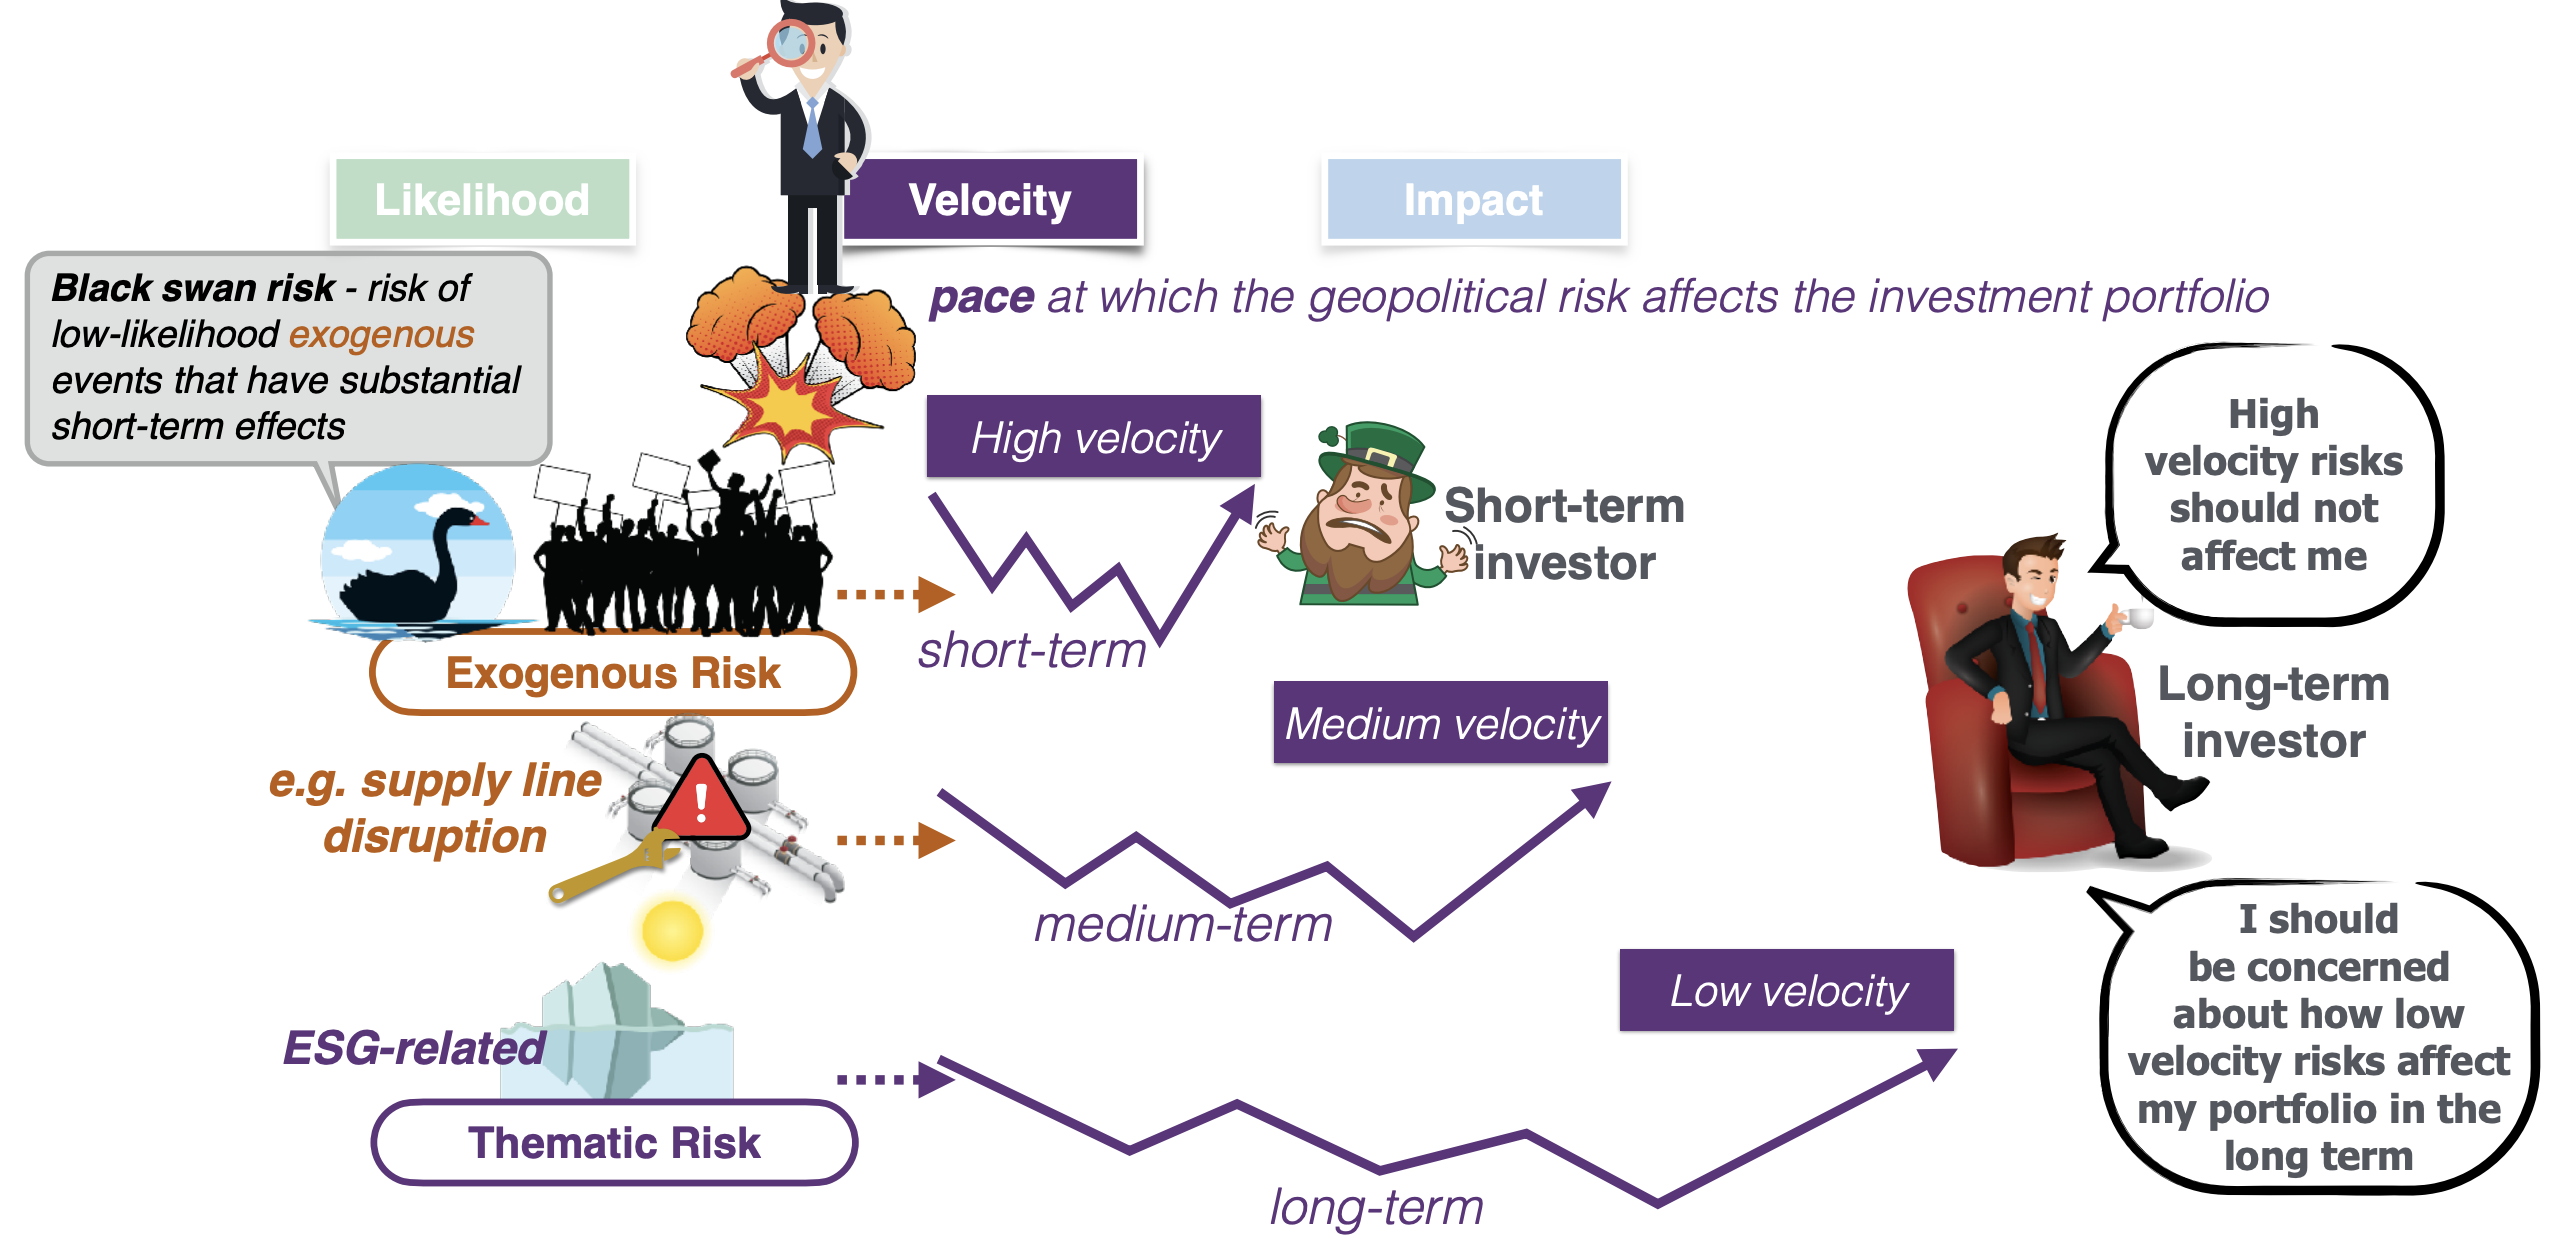 Likelihood
Velocity
Impact
Black swan risk - risk of
low-likelihood exogenous
events that have substantial
short-term effects
pace at which the geopolitical risk affects the investment portfolio
High velocity
short-term
Short-term
investor
High
velocity risks
should not
affect me
Exogenous Risk
Long-term
investor
e.g. supply line
disruption
!
Medium velocity
medium-term
I should
be concerned
about how low
velocity risks affect
my portfolio in the
long term
Low velocity
ESG-related
Thematic Risk
long-term